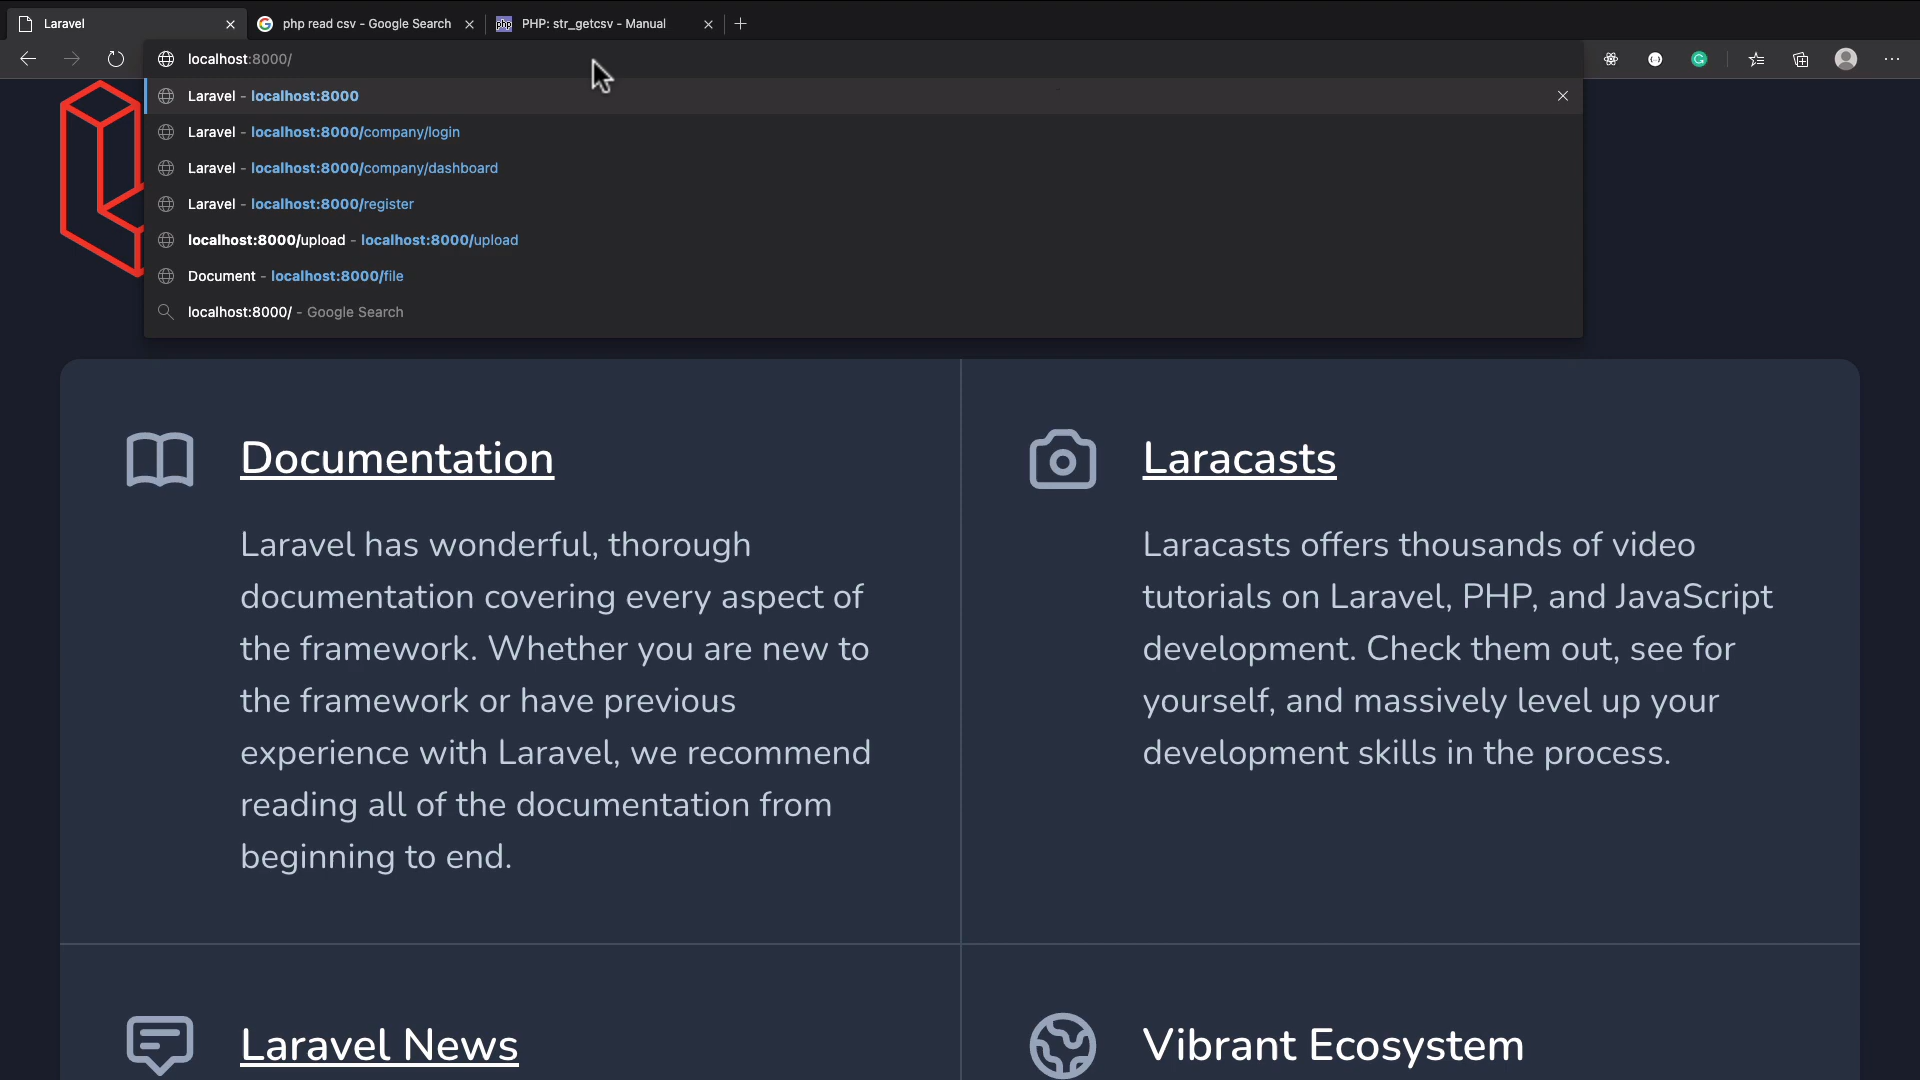 Laravel
php read csv - Google Search
php
PHP: str_getcsv - Manual
localhost:8000/
Laravel - localhost:8000
Laravel - localhost:8000/company/login
Laravel - localhost:8000/company/dashboard
Laravel - localhost:8000/register
localhost:8000/upload - localhost:8000/upload
Document - localhost:8000/file
localhost:8000/ - Google Search
Documentation
Laravel has wonderful, thorough
documentation covering every aspect of
the framework. Whether you are new to
the framework or have previous
experience with Laravel, we recommend
reading all of the documentation from
beginning to end.
Laracasts
Laracasts offers thousands of video
tutorials on Laravel, PHP, and JavaScript
development. Check them out, see for
yourself, and massively level up your
development skills in the process.
Laravel News
Vibrant Ecosystem